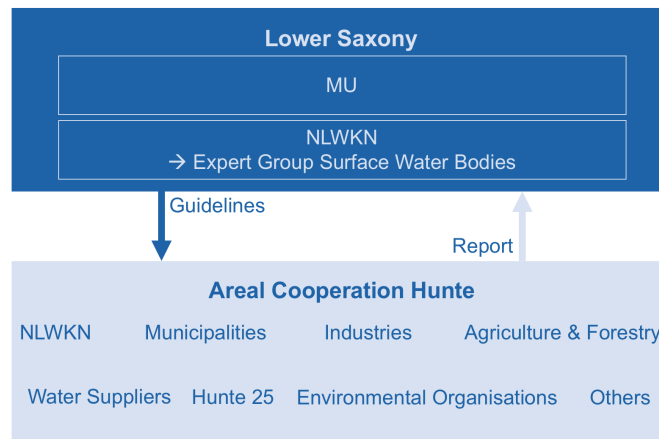 Lower Saxony
MU
NLWKN
→ Expert Group Surface Water Bodies
Guidelines
Report
Areal Cooperation Hunte
NLWKN Municipalities Industries Agriculture & Forestry
Water Suppliers Hunte 25 Environmental Organisations Others